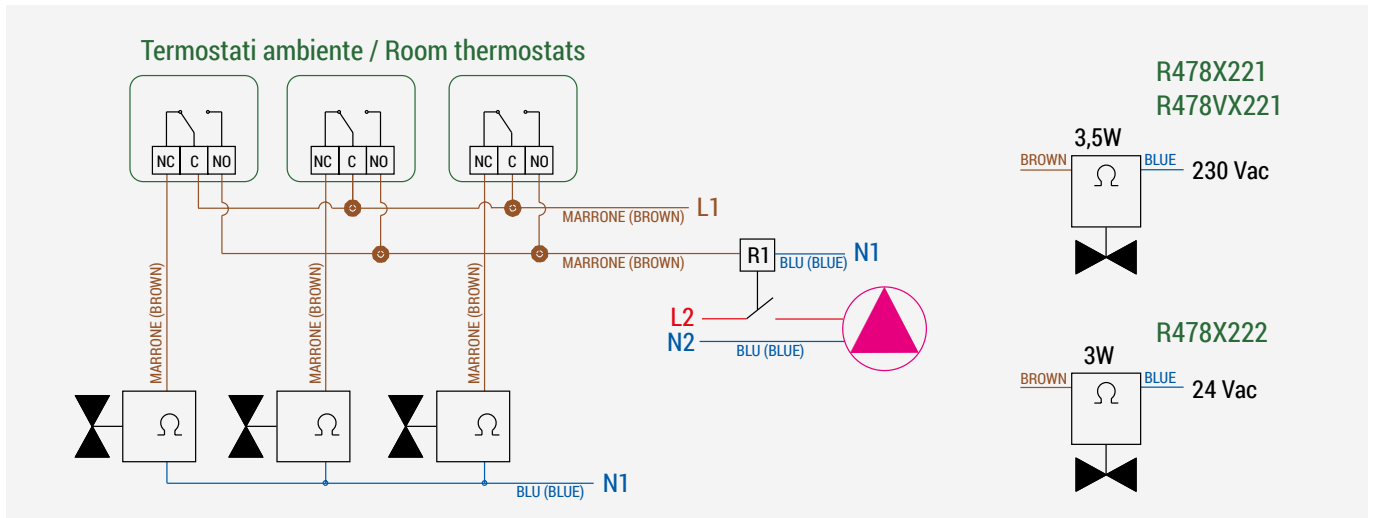 Termostati ambiente / Room thermostats
NC C NO
NC C NO
NC C NO
MARRONE (BROWN) L1
MARRONE (BROWN)
R1
BLU (BLUE) N1
L2
N2
BLU (BLUE)
MARRONE (BROWN)
MARRONE (BROWN)
MARRONE (BROWN)
Ω
Ω
Ω
BLU (BLUE) N1
R478X221
R478VX221
3,5W
BROWN
Ω
BLUE
230 Vac
R478X222
3W
BROWN
Ω
BLUE
24 Vac